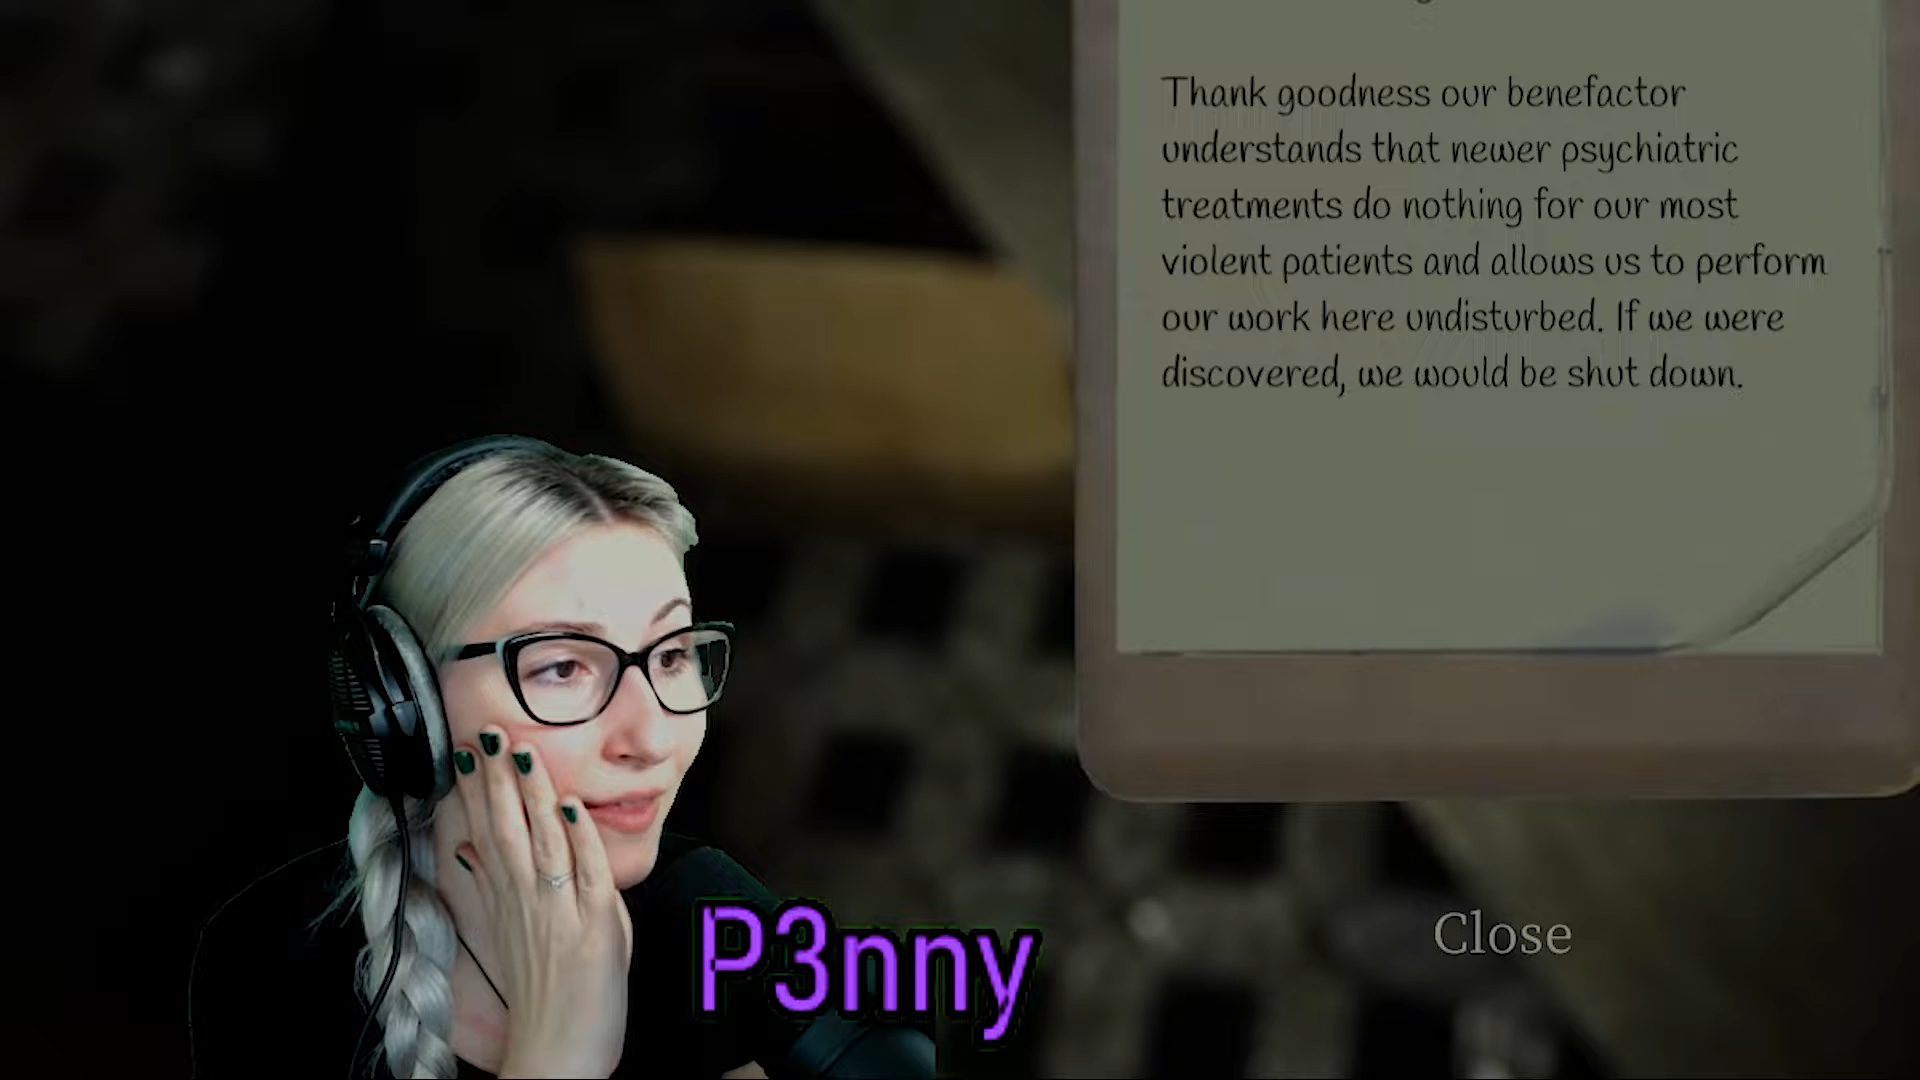 Thank goodness our benefactor
understands that newer psychiatric
treatments do nothing for our most
violent patients and allows us to perform
our work here undisturbed. If we were
discovered, we would be shut down.
P3nny
Close